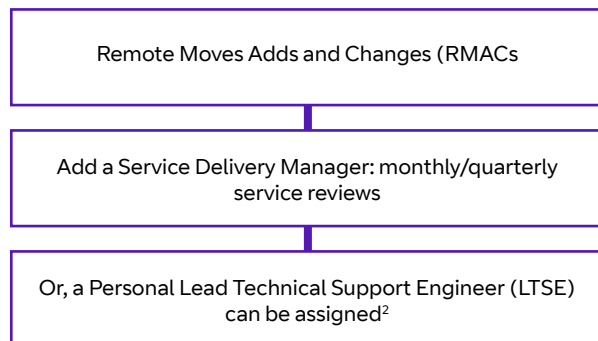 Remote Moves Adds and Changes (RMACs
Add a Service Delivery Manager: monthly/quarterly
service reviews
Or, a Personal Lead Technical Support Engineer (LTSE)
can be assigned²